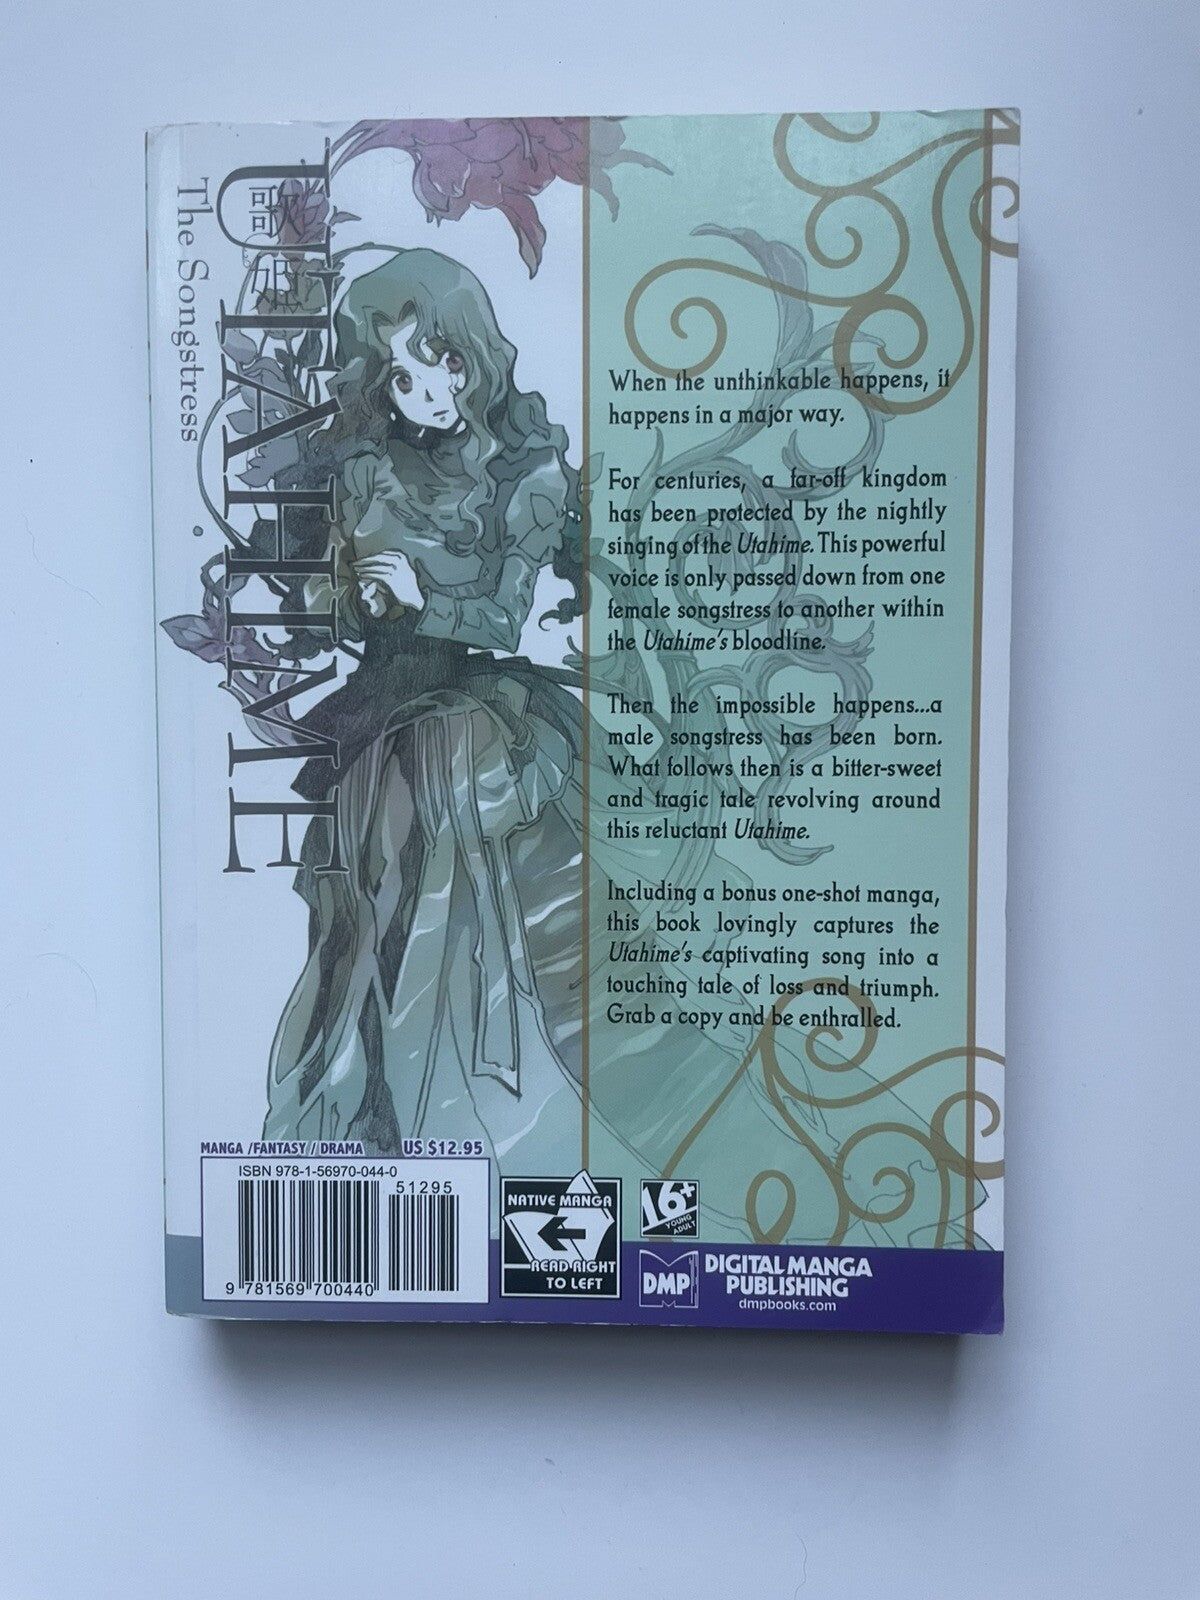 UTAHIME
歌姫
The Songstress
When the unthinkable happens, it
happens in a major way.
For centuries, a far-off kingdom
has been protected by the nightly
singing of the Utahime. This powerful
voice is only passed down from one
female songstress to another within
the Utahime's bloodline.
Then the impossible happens...a
male songstress has been born.
What follows then is a bitter-sweet
and tragic tale revolving around
this reluctant Utahime.
Including a bonus one-shot manga,
this book lovingly captures the
Utahime's captivating song into a
touching tale of loss and triumph.
Grab a copy and be enthralled.
MANGA /FANTASY / DRAMA US $12.95
ISBN 978-1-56970-044-0
51295
9 781569 700440
NATIVE MANGA
READ RIGHT
TO LEFT
16+
YOUNG
ADULT
DMP
DIGITAL MANGA
PUBLISHING
dmpbooks.com